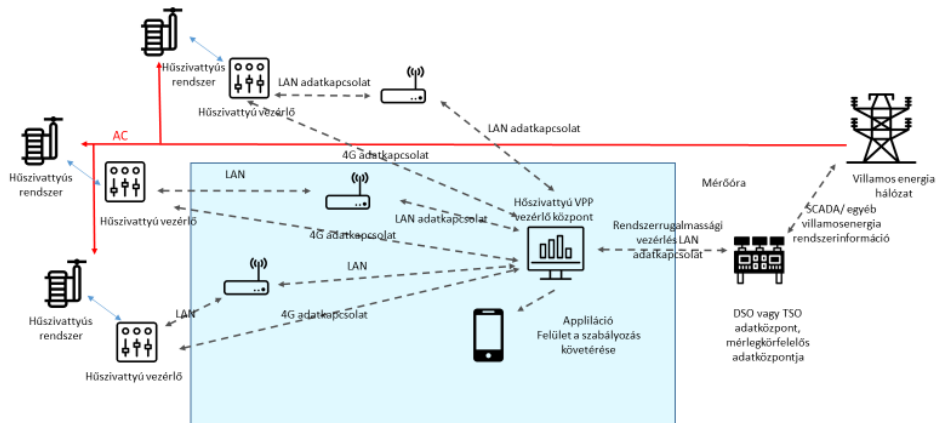 Hűszivattyús
rendszer
LAN adatkapcsolat
Hűszivattyú vezérlő
LAN adatkapcsolat
AC
4G adatkapcsolat
Hűszivattyús
rendszer
LAN
Hűszivattyú vezérlő
LAN adatkapcsolat
4G adatkapcsolat
Hőszivattyú VPP
vezérlő központ
Mérőóra
Villamos energia
hálózat
SCADA/ egyéb
villamosenergia
rendszerinformáció
Rendszerrugalmassági
vezérlés LAN
adatkapcsolat
LAN
LAN
4G adatkapcsolat
Hűszivattyús
rendszer
Hűszivattyú vezérlő
Appliláció
Felület a szabályozás
követérése
DSO vagy TSO
adatközpont,
mérlegkörfelelős
adatközpontja